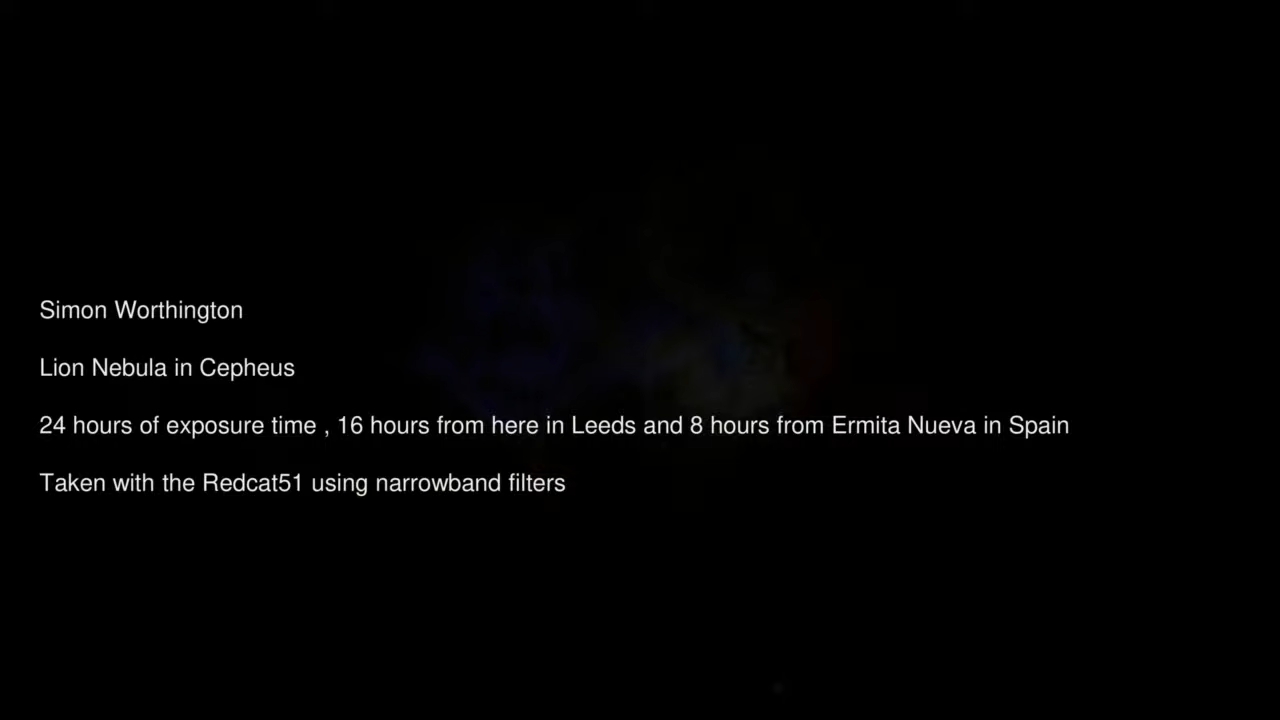 Simon Worthington
Lion Nebula in Cepheus
24 hours of exposure time , 16 hours from here in Leeds and 8 hours from Ermita Nueva in Spain
Taken with the Redcat51 using narrowband filters